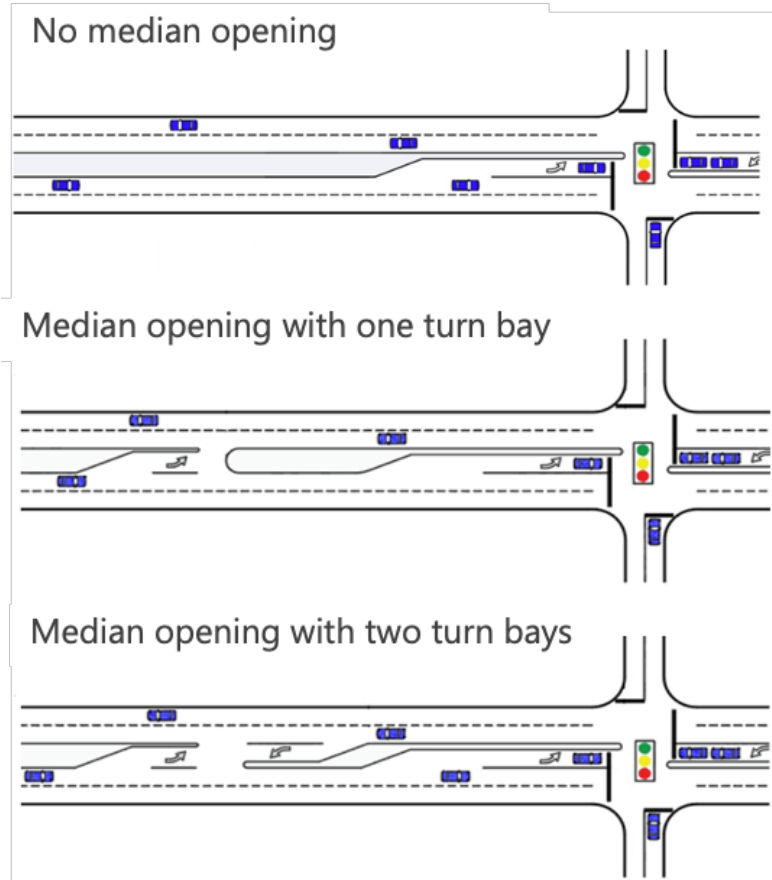 No median opening
Median opening with one turn bay
Median opening with two turn bays